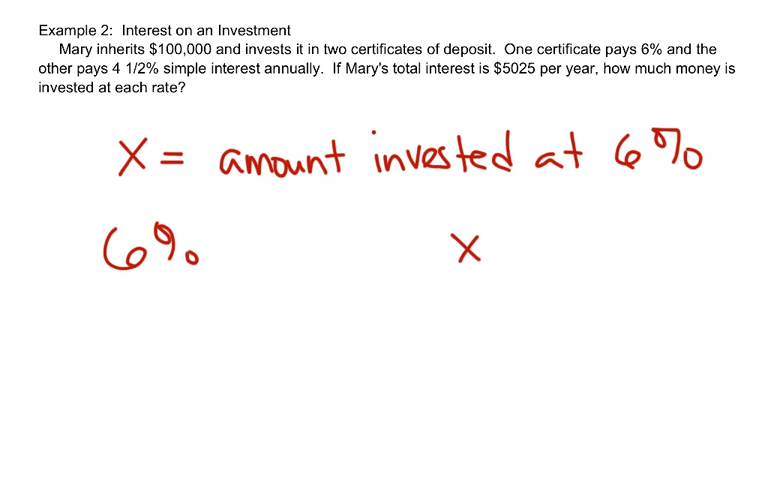 Example 2:  Interest on an Investment
Mary inherits $100,000 and invests it in two certificates of deposit.  One certificate pays 6% and the
other pays 4 1/2% simple interest annually.  If Mary's total interest is $5025 per year, how much money is
invested at each rate?
X = amount invested at 6%
6% X